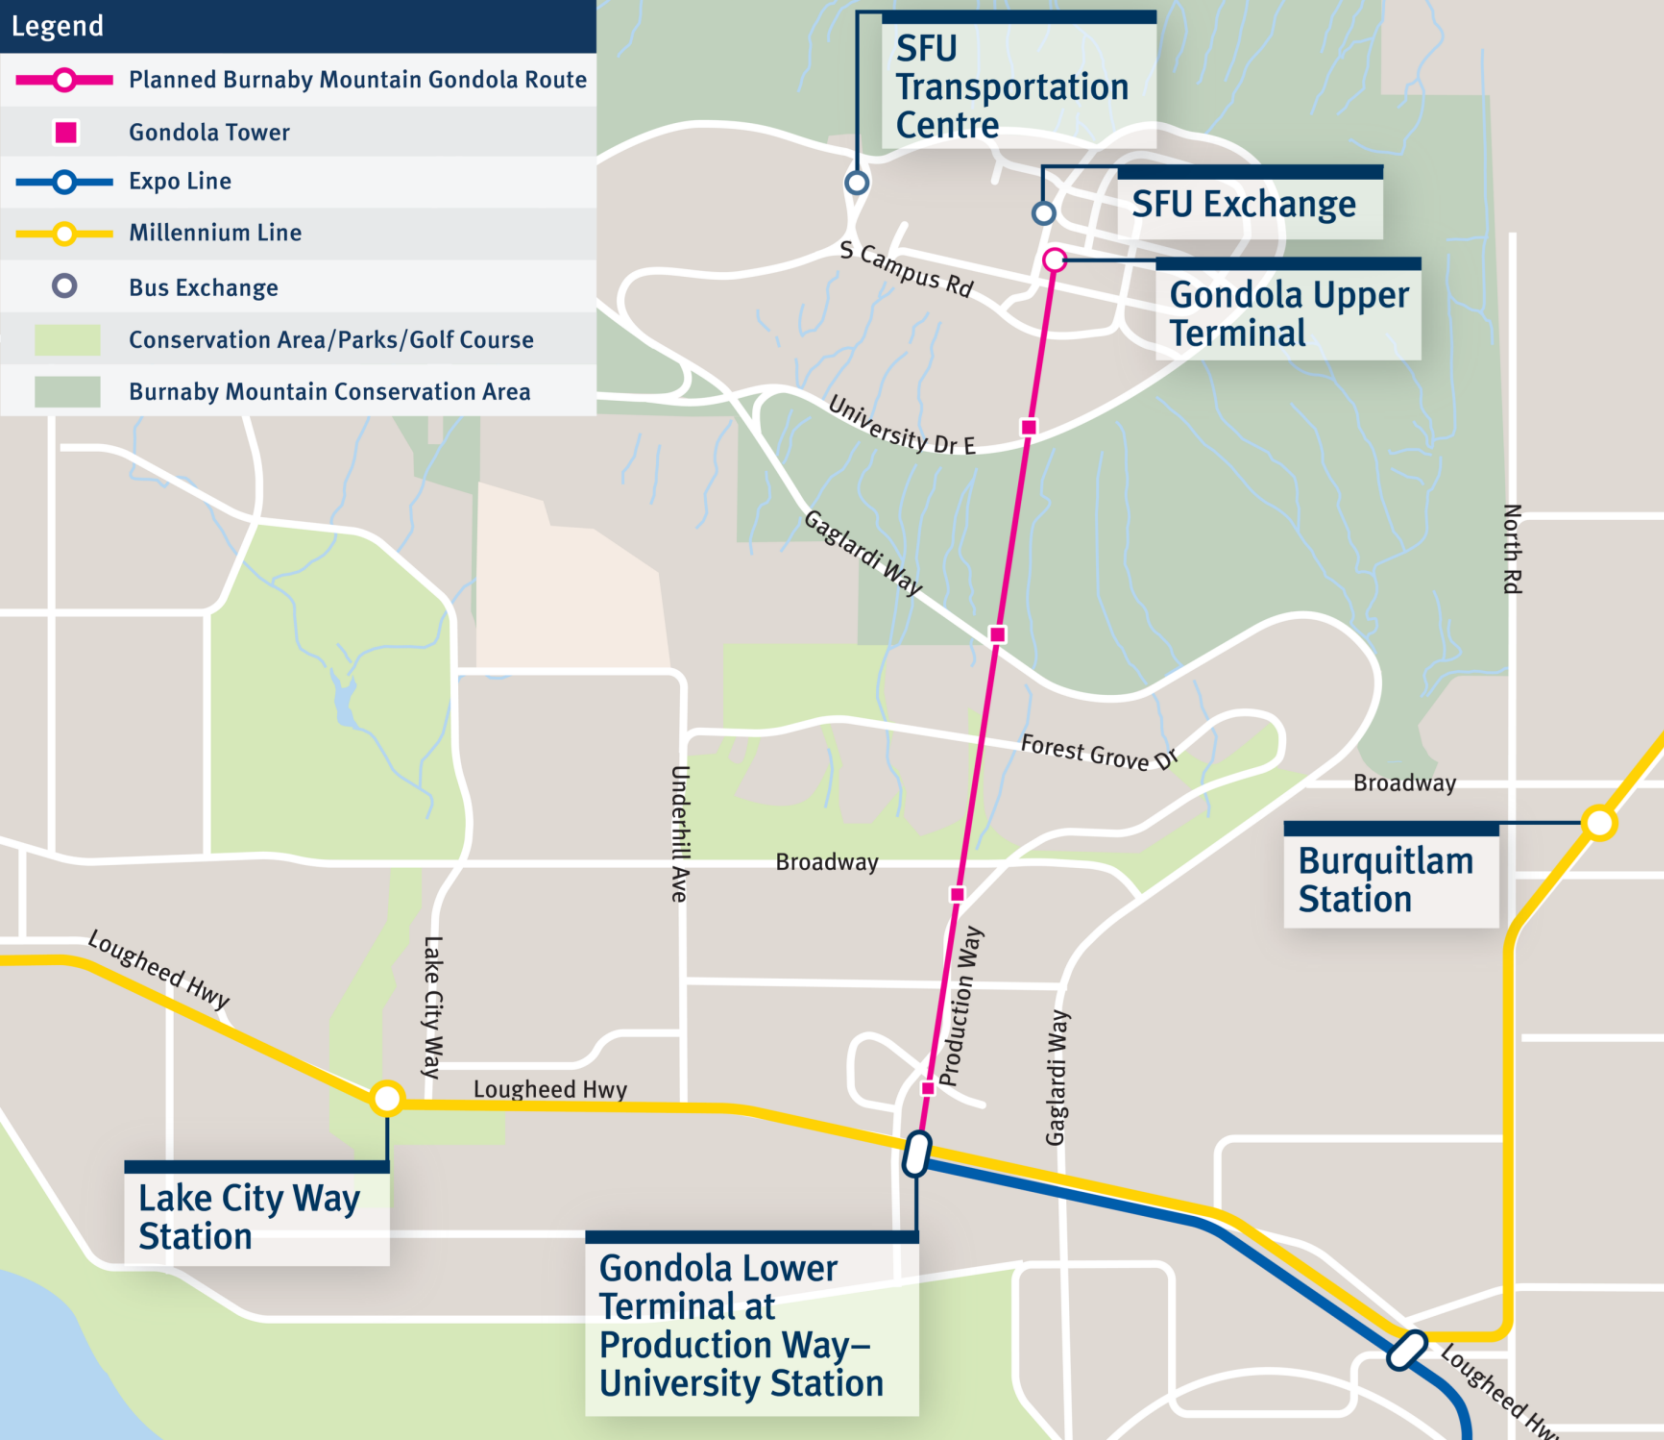 Legend
Planned Burnaby Mountain Gondola Route
Gondola Tower
Expo Line
Millennium Line
Bus Exchange
Conservation Area/Parks/Golf Course
Burnaby Mountain Conservation Area
SFU
Transportation
Centre
SFU Exchange
Gondola Upper
Terminal
S Campus Rd
University Dr E
Gaglardi Way
North Rd
Forest Grove Dr
Broadway
Underhill Ave
Broadway
Burquitlam
Station
Lougheed Hwy
Lake City Way
Production Way
Gaglardi Way
Lougheed Hwy
Lake City Way
Station
Gondola Lower
Terminal at
Production Way–
University Station
Lougheed Hwy